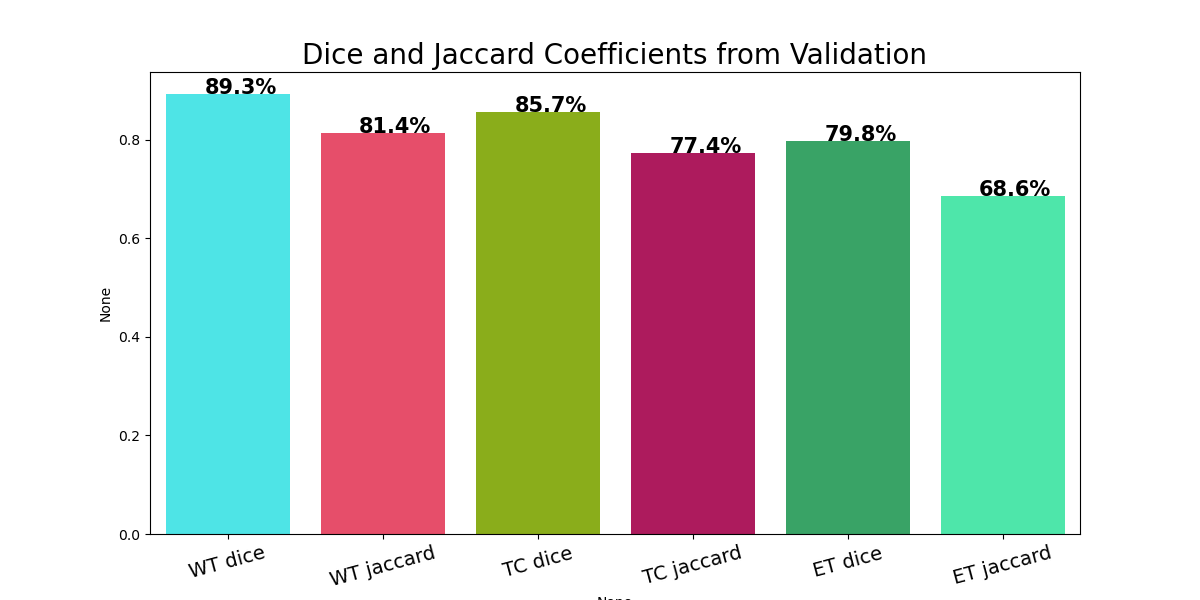 Dice and Jaccard Coefficients from Validation
89.3%
81.4%
85.7%
77.4%
79.8%
68.6%
0.8
0.6
0.4
0.2
0.0
None
WT dice
WT jaccard
TC dice
TC jaccard
ET dice
ET jaccard
None